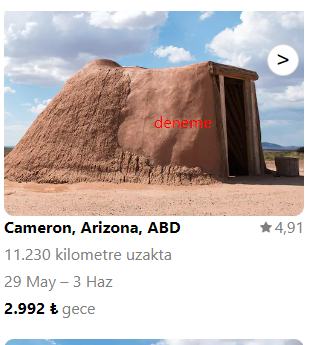 >
deneme
Cameron, Arizona, ABD ★ 4,91
11.230 kilometre uzakta
29 May – 3 Haz
2.992 ₺ gece